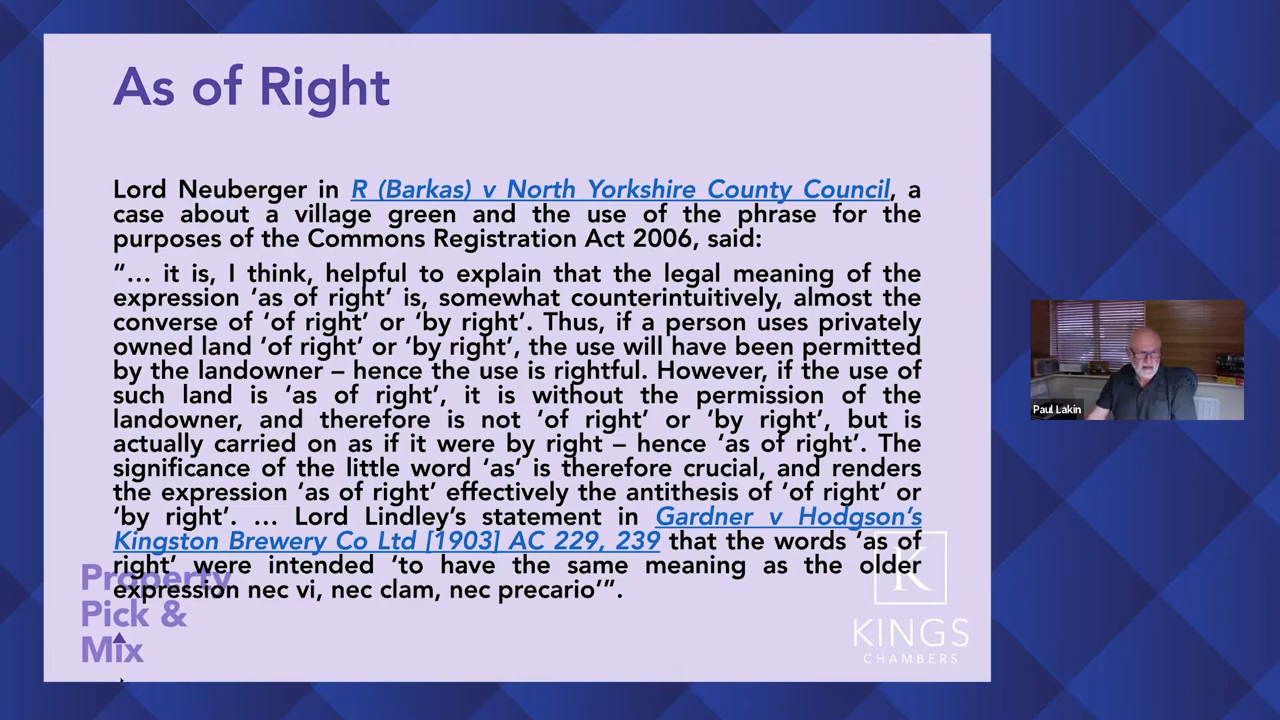 As of Right
Lord Neuberger in R (Barkas) v North Yorkshire County Council, a
case about a village green and the use of the phrase for the
purposes of the Commons Registration Act 2006, said:
“… it is, I think, helpful to explain that the legal meaning of the
expression ‘as of right’ is, somewhat counterintuitively, almost the
converse of ‘of right’ or ‘by right’. Thus, if a person uses privately
owned land ‘of right’ or ‘by right’, the use will have been permitted
by the landowner – hence the use is rightful. However, if the use of
such land is ‘as of right’, it is without the permission of the
landowner, and therefore is not ‘of right’ or ‘by right’, but is
actually carried on as if it were by right – hence ‘as of right’. The
significance of the little word ‘as’ is therefore crucial, and renders
the expression ‘as of right’ effectively the antithesis of ‘of right’ or
‘by right’. … Lord Lindley’s statement in Gardner v Hodgson’s
Kingston Brewery Co Ltd [1903] AC 229, 239 that the words ‘as of
right’ were intended ‘to have the same meaning as the older
expression nec vi, nec clam, nec precario’”.
Property
Pick &
Mix
K
KINGS
CHAMBERS
Paul Lakin